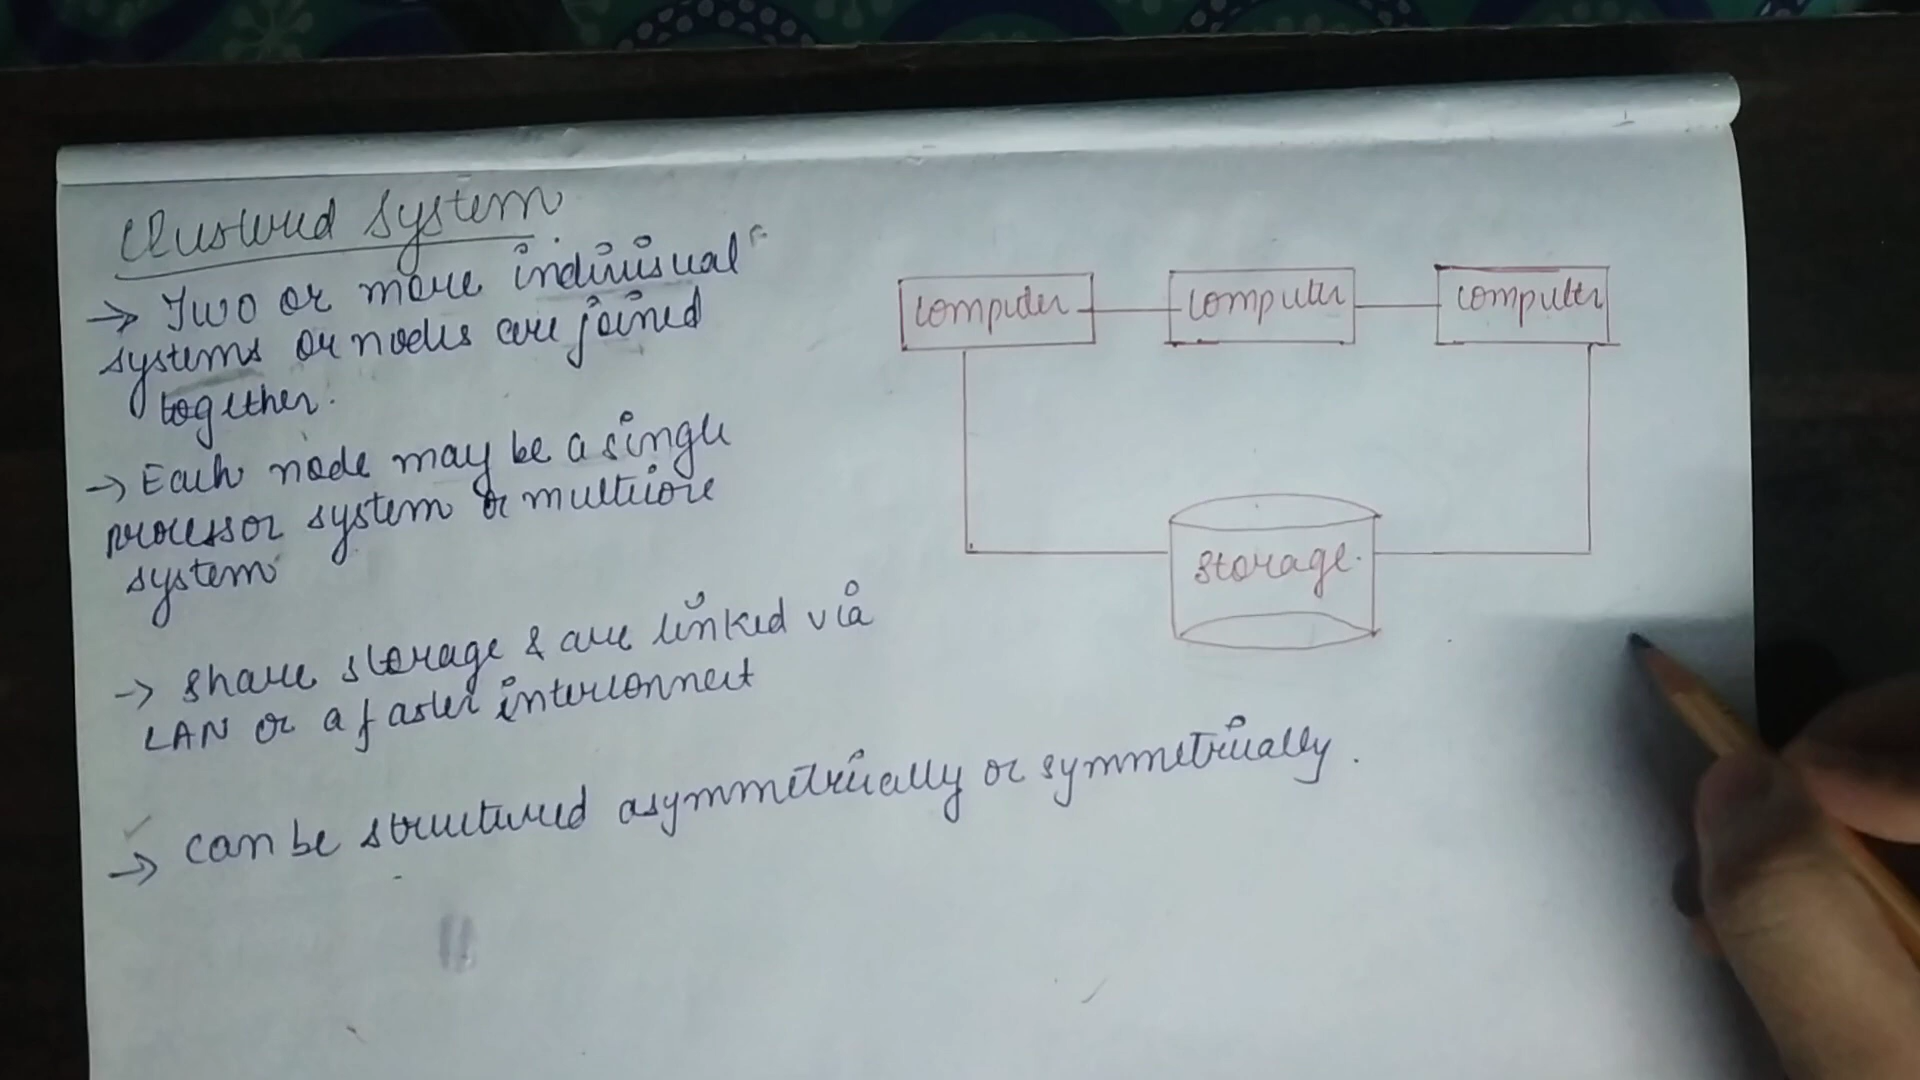 Clustered System
→ Two or more indiviisual
systems or nodes are joined
together.
→ Each node may be a single
processor system or multicore
system
→ share storage & are linked via
LAN or a faster interconnect
→ can be structured asymmetrically or symmetrically.
computer
computer
computer
storage.